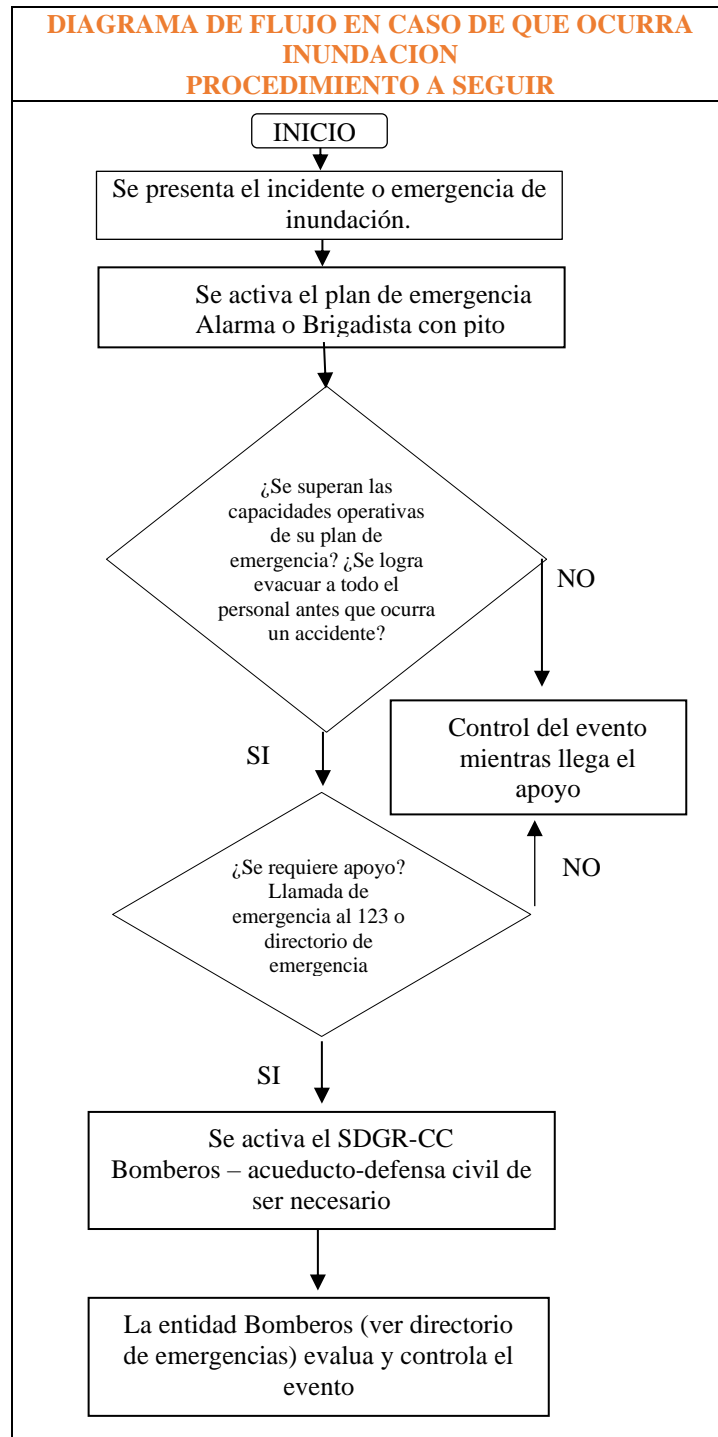 DIAGRAMA DE FLUJO EN CASO DE QUE OCURRA
INUNDACION
PROCEDIMIENTO A SEGUIR
INICIO
Se presenta el incidente o emergencia de
inundación.
Se activa el plan de emergencia
Alarma o Brigadista con pito
¿Se superan las
capacidades operativas
de su plan de
emergencia? ¿Se logra
evacuar a todo el
personal antes que ocurra
un accidente?
NO
Control del evento
mientras llega el
apoyo
SI
¿Se requiere apoyo?
Llamada de
emergencia al 123 o
directorio de
emergencia
NO
SI
Se activa el SDGR-CC
Bomberos – acueducto-defensa civil de
ser necesario
La entidad Bomberos (ver directorio
de emergencias) evalua y controla el
evento